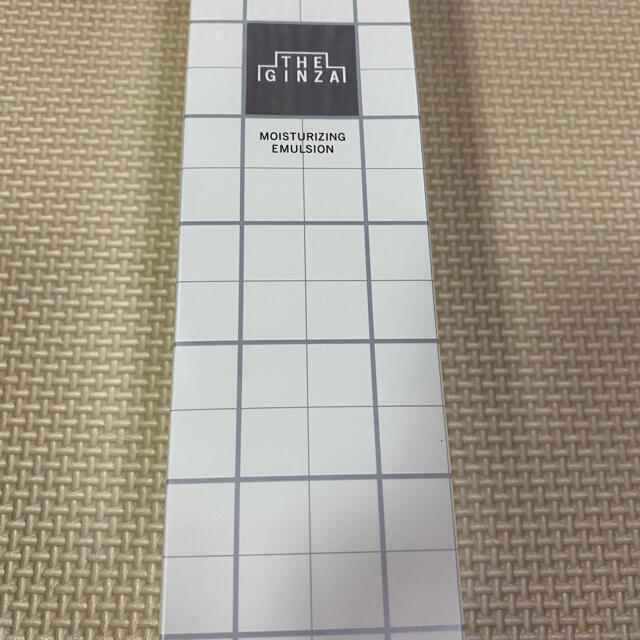 THE
GINZA
MOISTURIZING
EMULSION